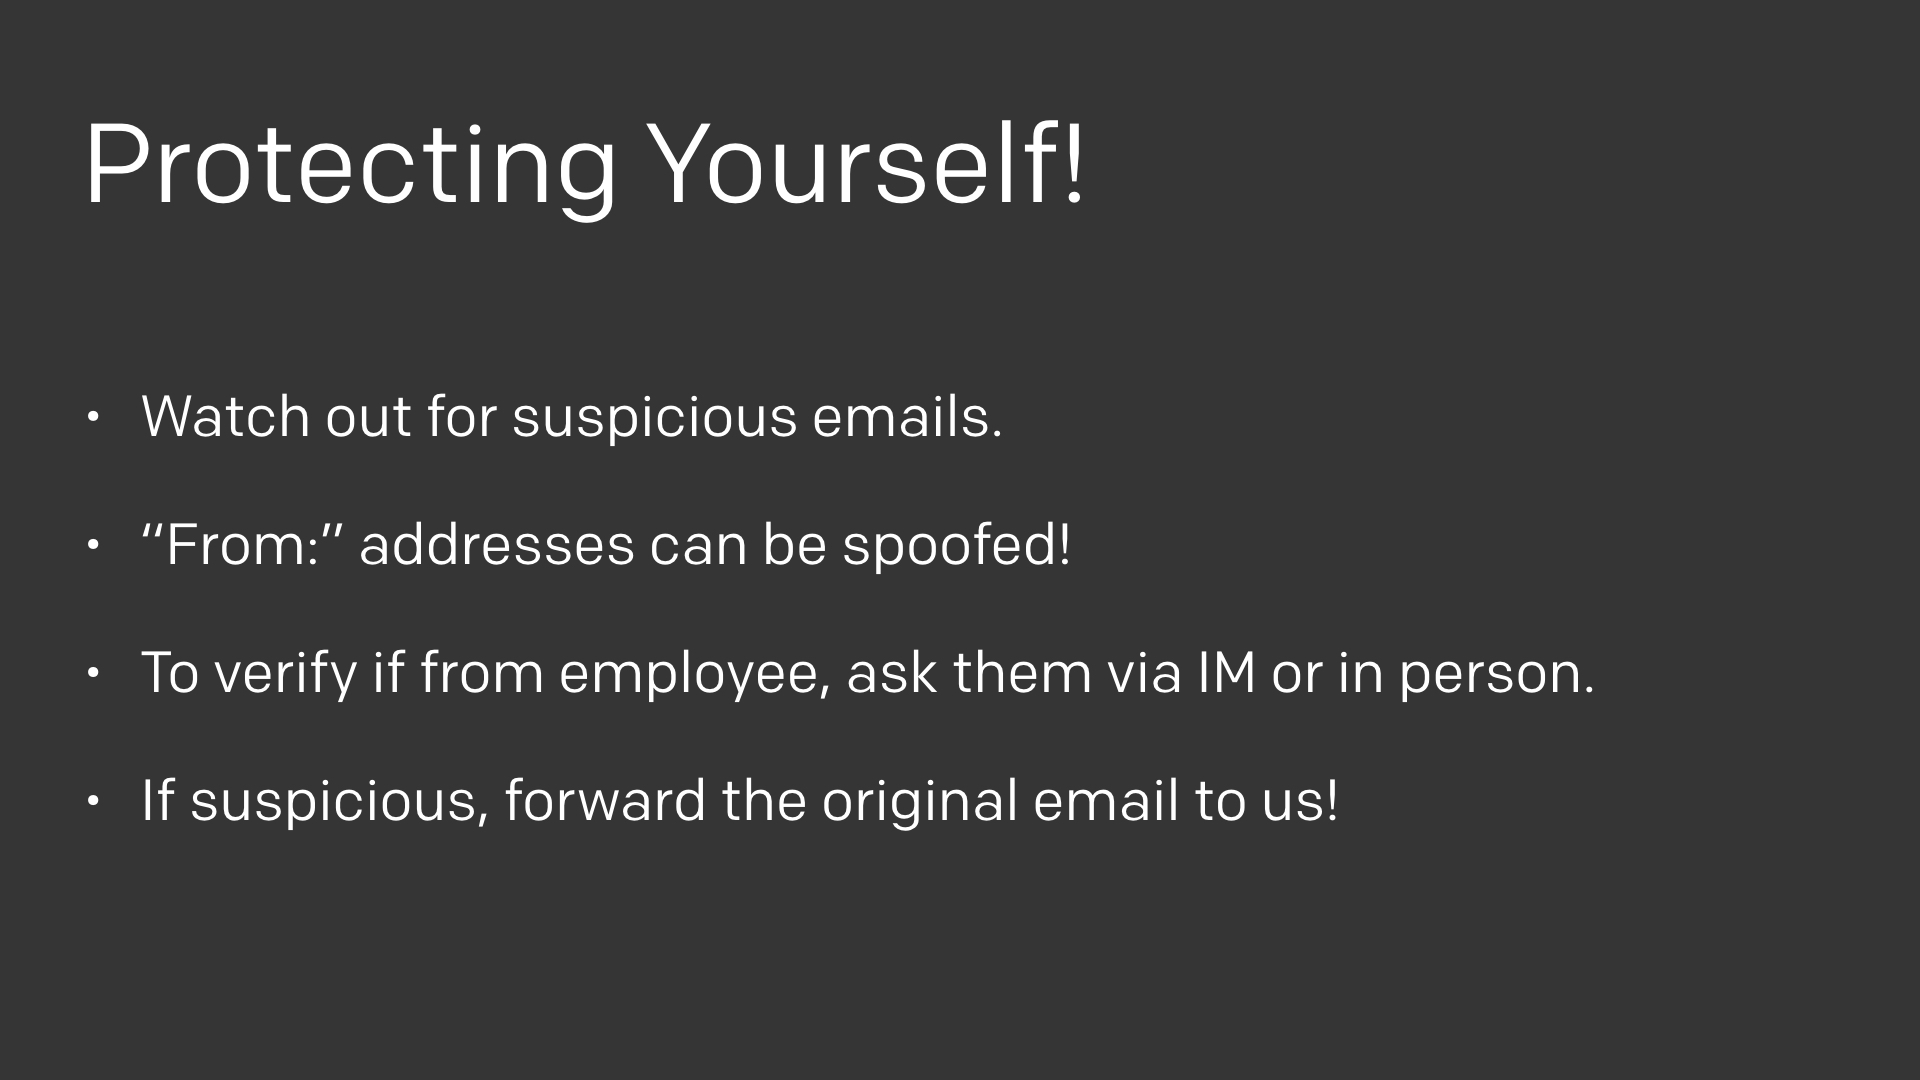 Protecting Yourself!
• Watch out for suspicious emails.
• “From:” addresses can be spoofed!
• To verify if from employee, ask them via IM or in person.
• If suspicious, forward the original email to us!